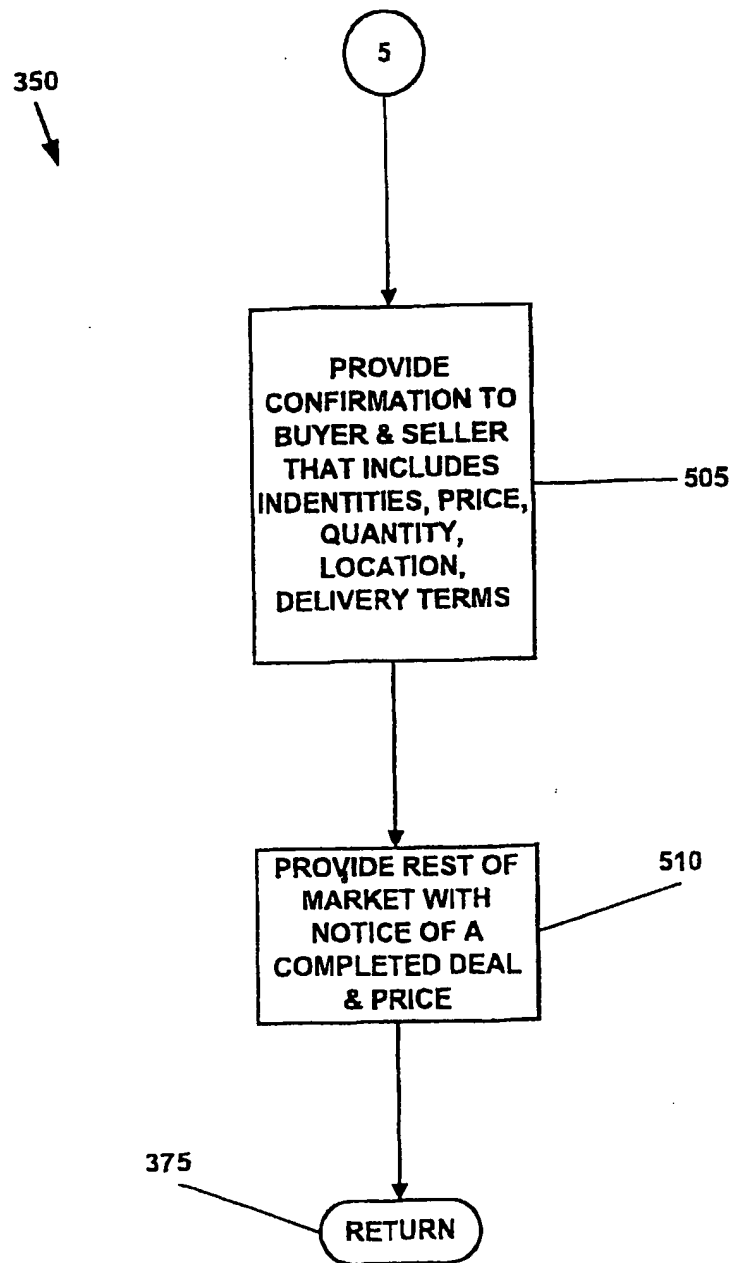 5
350
PROVIDE
CONFIRMATION TO
BUYER & SELLER
THAT INCLUDES
INDENTITIES, PRICE,
QUANTITY,
LOCATION,
DELIVERY TERMS
505
PROVIDE REST OF
MARKET WITH
NOTICE OF A
COMPLETED DEAL
& PRICE
510
375
RETURN